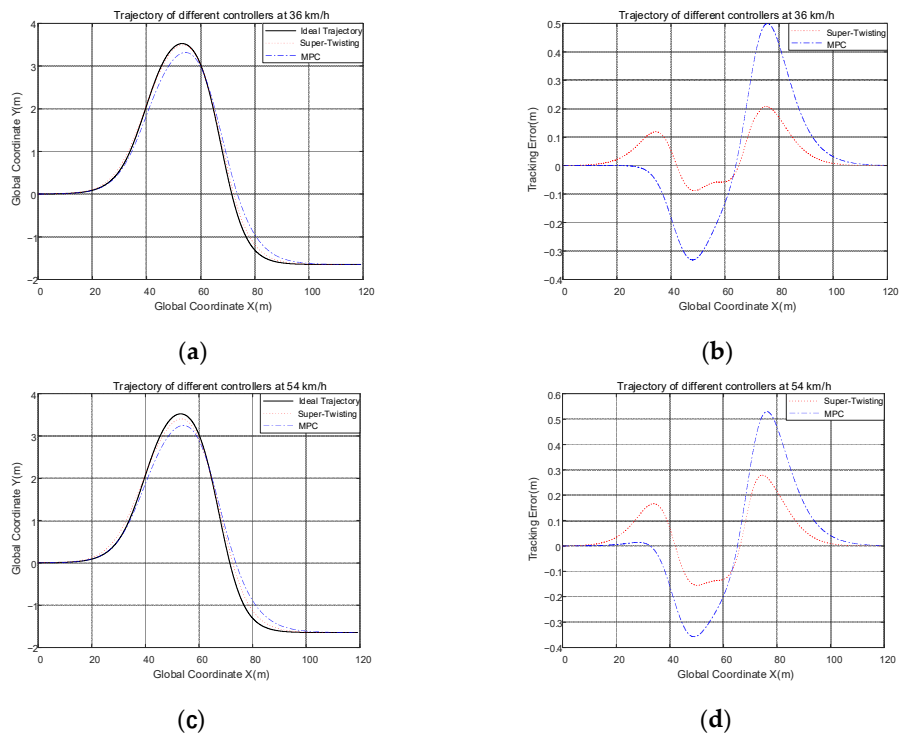 Trajectory of different controllers at 36 km/h
Ideal Trajectory
Super-Twisting
MPC
Global Coordinate Y(m)
4
3
2
1
0
−1
−2
0 20 40 60 80 100 120
Global Coordinate X(m)
(a)
Trajectory of different controllers at 36 km/h
Super-Twisting
MPC
Tracking Error(m)
0.5
0.4
0.3
0.2
0.1
0
−0.1
−0.2
−0.3
−0.4
0 20 40 60 80 100 120
Global Coordinate X(m)
(b)
Trajectory of different controllers at 54 km/h
Ideal Trajectory
Super-Twisting
MPC
Global Coordinate Y(m)
4
3
2
1
0
−1
−2
0 20 40 60 80 100 120
Global Coordinate X(m)
(c)
Trajectory of different controllers at 54 km/h
Super-Twisting
MPC
Tracking Error(m)
0.6
0.5
0.4
0.3
0.2
0.1
0
−0.1
−0.2
−0.3
−0.4
0 20 40 60 80 100 120
Global Coordinate X(m)
(d)